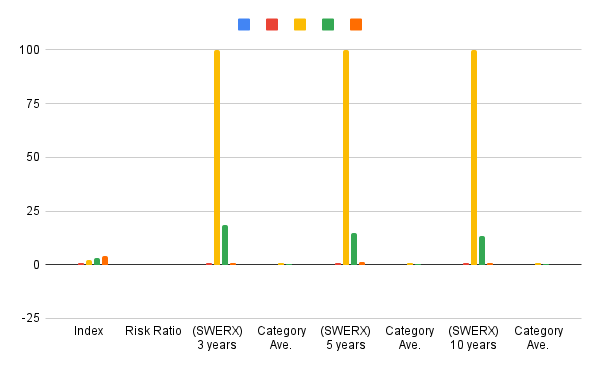 100
75
50
25
0
-25
Index
Risk Ratio
(SWERX)
3 years
Category
Ave.
(SWERX)
5 years
Category
Ave.
(SWERX)
10 years
Category
Ave.